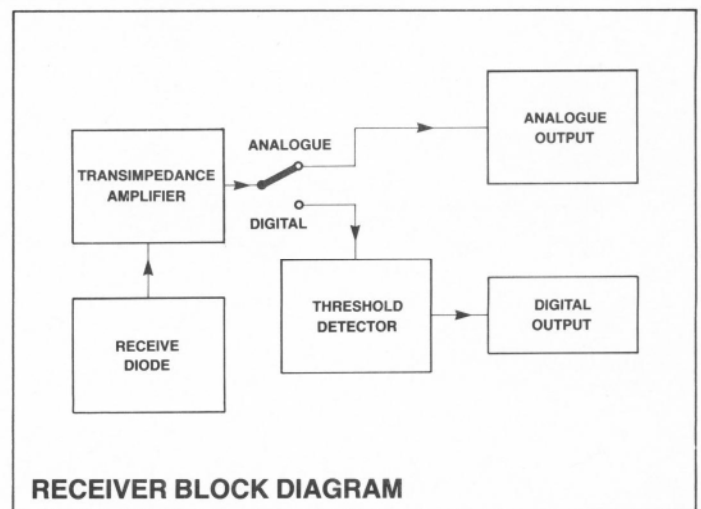 TRANSIMPEDANCE
AMPLIFIER
ANALOGUE
DIGITAL
ANALOGUE
OUTPUT
RECEIVE
DIODE
THRESHOLD
DETECTOR
DIGITAL
OUTPUT
RECEIVER BLOCK DIAGRAM